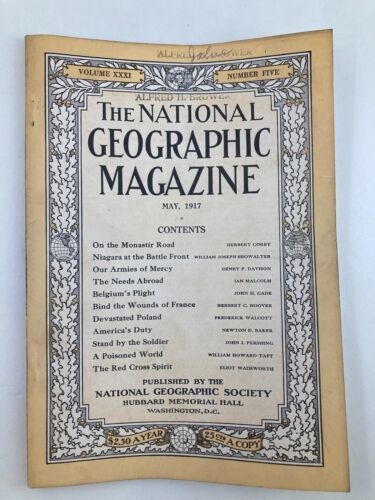 ALFRED H. BROWER
VOLUME XXXI NUMBER FIVE
ALFRED H. BROWER
THE NATIONAL
GEOGRAPHIC
MAGAZINE
MAY, 1917
CONTENTS
On the Monastir Road HERBERT COREY
Niagara at the Battle Front WILLIAM JOSEPH SHOWALTER
Our Armies of Mercy HENRY P. DAVISON
The Needs Abroad IAN MALCOLM
Belgium's Plight JOHN H. GADE
Bind the Wounds of France HERBERT C. HOOVER
Devastated Poland FREDERICK WALCOTT
America's Duty NEWTON D. BAKER
Stand by the Soldier JOHN J. PERSHING
A Poisoned World WILLIAM HOWARD TAFT
The Red Cross Spirit ELIOT WADSWORTH
PUBLISHED BY THE
NATIONAL GEOGRAPHIC SOCIETY
HUBBARD MEMORIAL HALL
WASHINGTON, D.C.
$2.50 A YEAR 25 CTS A COPY